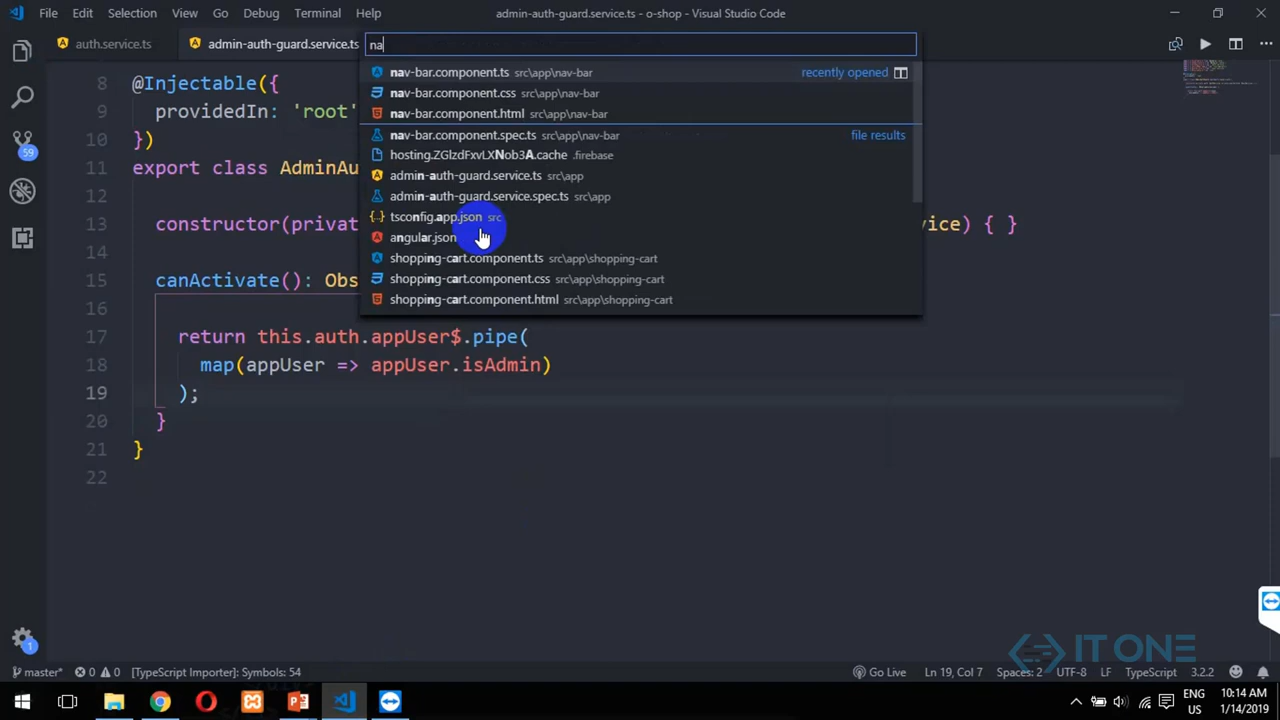 File Edit Selection View Go Debug Terminal Help admin-auth-guard.service.ts - o-shop - Visual Studio Code
auth.service.ts admin-auth-guard.service.ts
na
nav-bar.component.ts src\app\nav-bar recently opened
nav-bar.component.css src\app\nav-bar
nav-bar.component.html src\app\nav-bar
nav-bar.component.spec.ts src\app\nav-bar file results
hosting.ZGlzdFxvLXNob3A.cache .firebase
admin-auth-guard.service.ts src\app
admin-auth-guard.service.spec.ts src\app
tsconfig.app.json src
angular.json
shopping-cart.component.ts src\app\shopping-cart
shopping-cart.component.css src\app\shopping-cart
shopping-cart.component.html src\app\shopping-cart
8 @Injectable({
9 providedIn: 'root'
10 })
11 export class AdminAu
12
13 constructor(private vice) { }
14
15 canActivate(): Obs
16
17 return this.auth.appUser$.pipe(
18 map(appUser => appUser.isAdmin)
19 );
20 }
21 }
22
59
1
IT ONE
master* 0 0 [TypeScript Importer]: Symbols: 54 Go Live Ln 19, Col 7 Spaces: 2 UTF-8 LF TypeScript 3.2.2
ENG 10:14 AM
US 1/14/2019